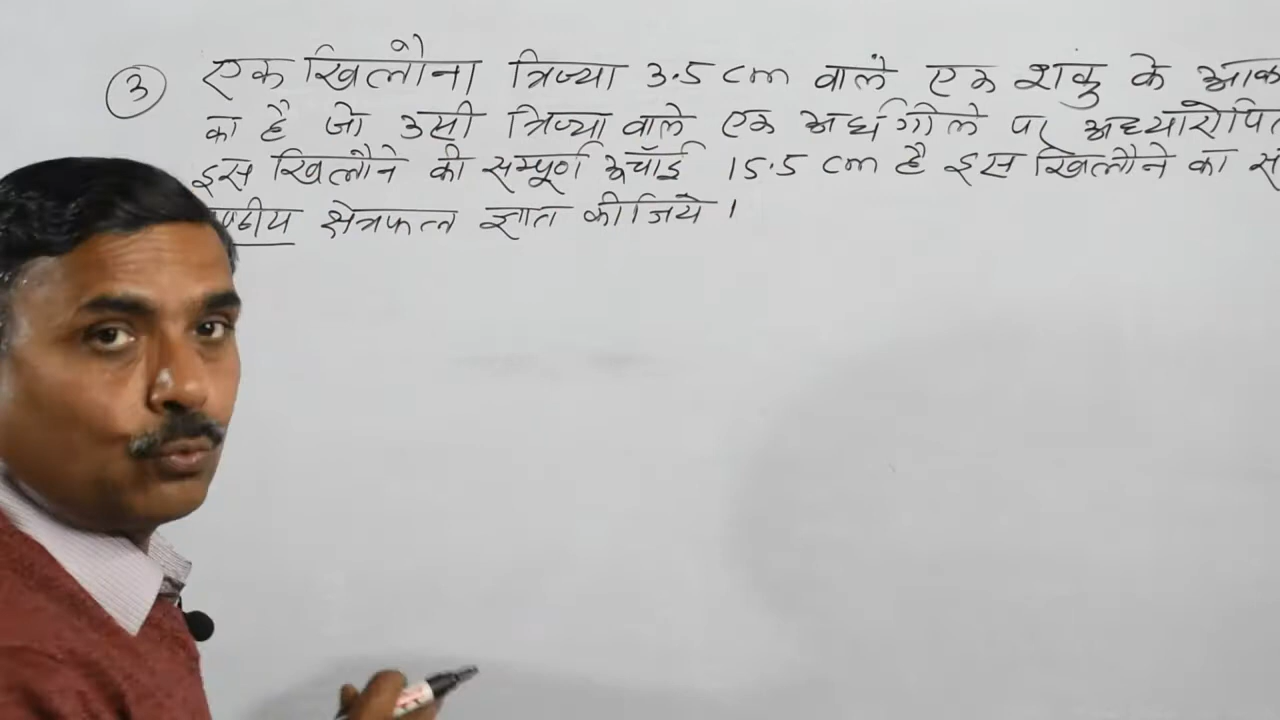 ③ एक खिलौना त्रिज्या 3.5 cm वाले एक शंकु के आक
का है जो उसी त्रिज्या वाले एक अर्धगोले पर अध्यारोपित
इस खिलौने की सम्पूर्ण ऊचाँई 15.5 cm है इस खिलौने का सं
ष्ठीय क्षेत्रफल ज्ञात कीजिये ।